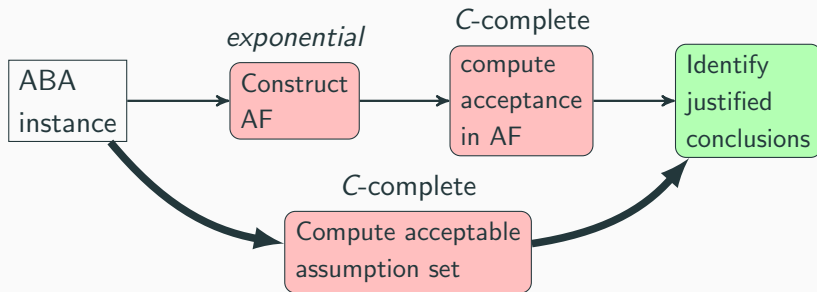 exponential
C-complete
ABA
instance
Construct
AF
compute
acceptance
in AF
Identify
justified
conclusions
C-complete
Compute acceptable
assumption set